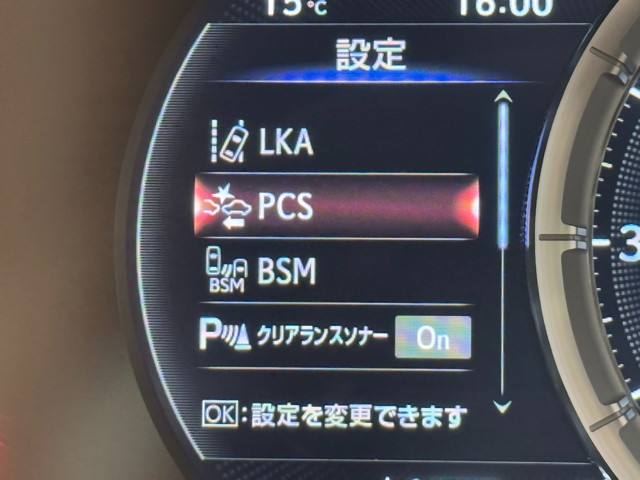 15℃
16:00
設定
LKA
PCS
BSM
BSM
P クリアランスソナー On
OK:設定を変更できます
3